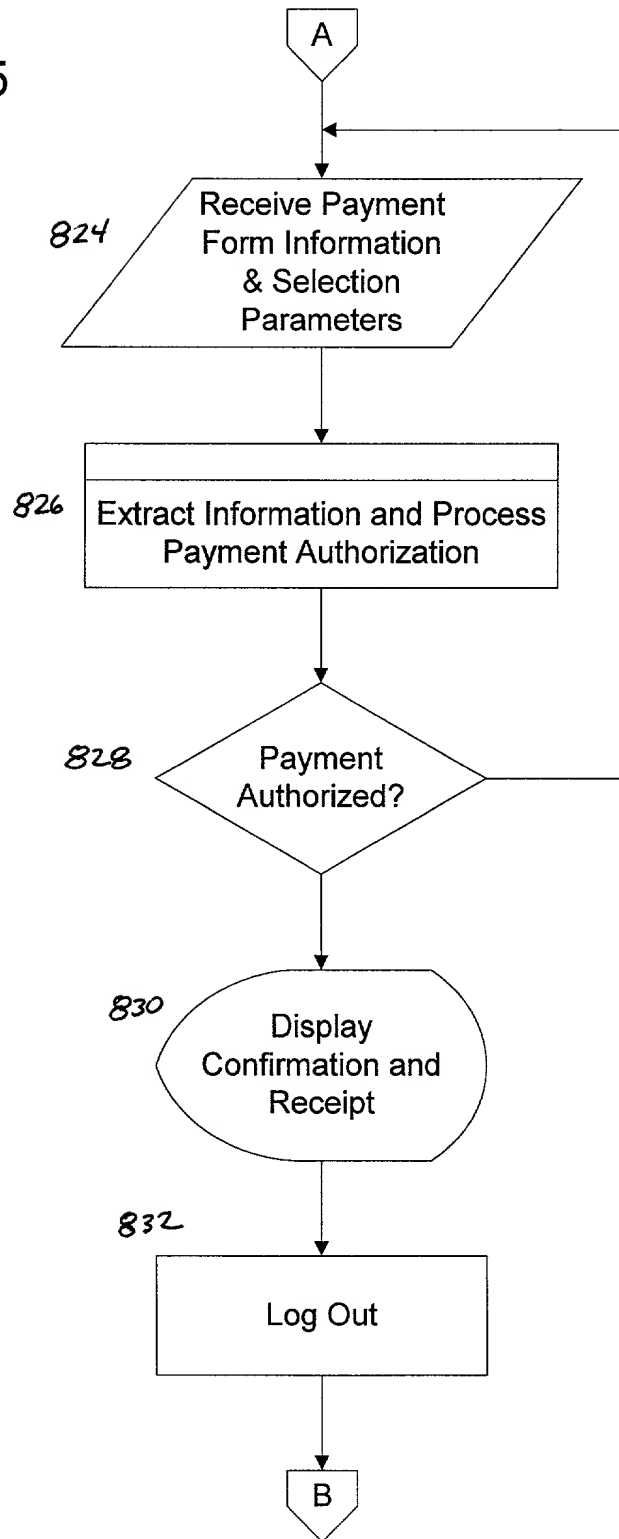 5
A
824
Receive Payment
Form Information
& Selection
Parameters
826
Extract Information and Process
Payment Authorization
828
Payment
Authorized?
830
Display
Confirmation and
Receipt
832
Log Out
B